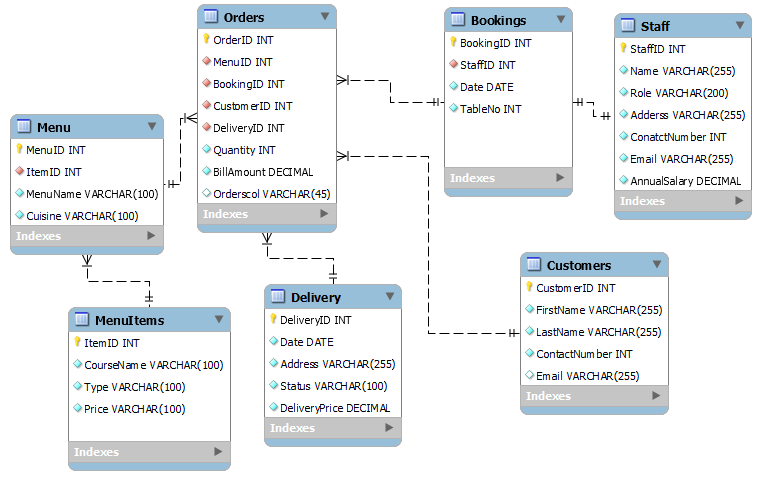 Orders
OrderID INT
MenuID INT
BookingID INT
CustomerID INT
DeliveryID INT
Quantity INT
BillAmount DECIMAL
Orderscol VARCHAR(45)
Indexes
Bookings
BookingID INT
StaffID INT
Date DATE
TableNo INT
Indexes
Staff
StaffID INT
Name VARCHAR(255)
Role VARCHAR(200)
Adderss VARCHAR(255)
ConatctNumber INT
Email VARCHAR(255)
AnnualSalary DECIMAL
Indexes
Menu
MenuID INT
ItemID INT
MenuName VARCHAR(100)
Cuisine VARCHAR(100)
Indexes
Customers
CustomerID INT
FirstName VARCHAR(255)
LastName VARCHAR(255)
ContactNumber INT
Email VARCHAR(255)
Indexes
Delivery
DeliveryID INT
Date DATE
Address VARCHAR(255)
Status VARCHAR(100)
DeliveryPrice DECIMAL
Indexes
MenuItems
ItemID INT
CourseName VARCHAR(100)
Type VARCHAR(100)
Price VARCHAR(100)
Indexes